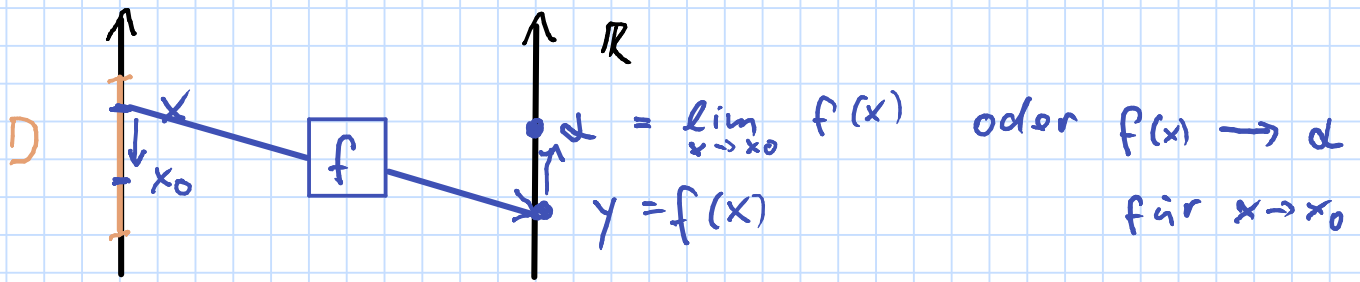 ℝ
x
α = lim f(x) oder f(x) → α
x → x₀
D
f
x₀
y = f(x)
für x → x₀